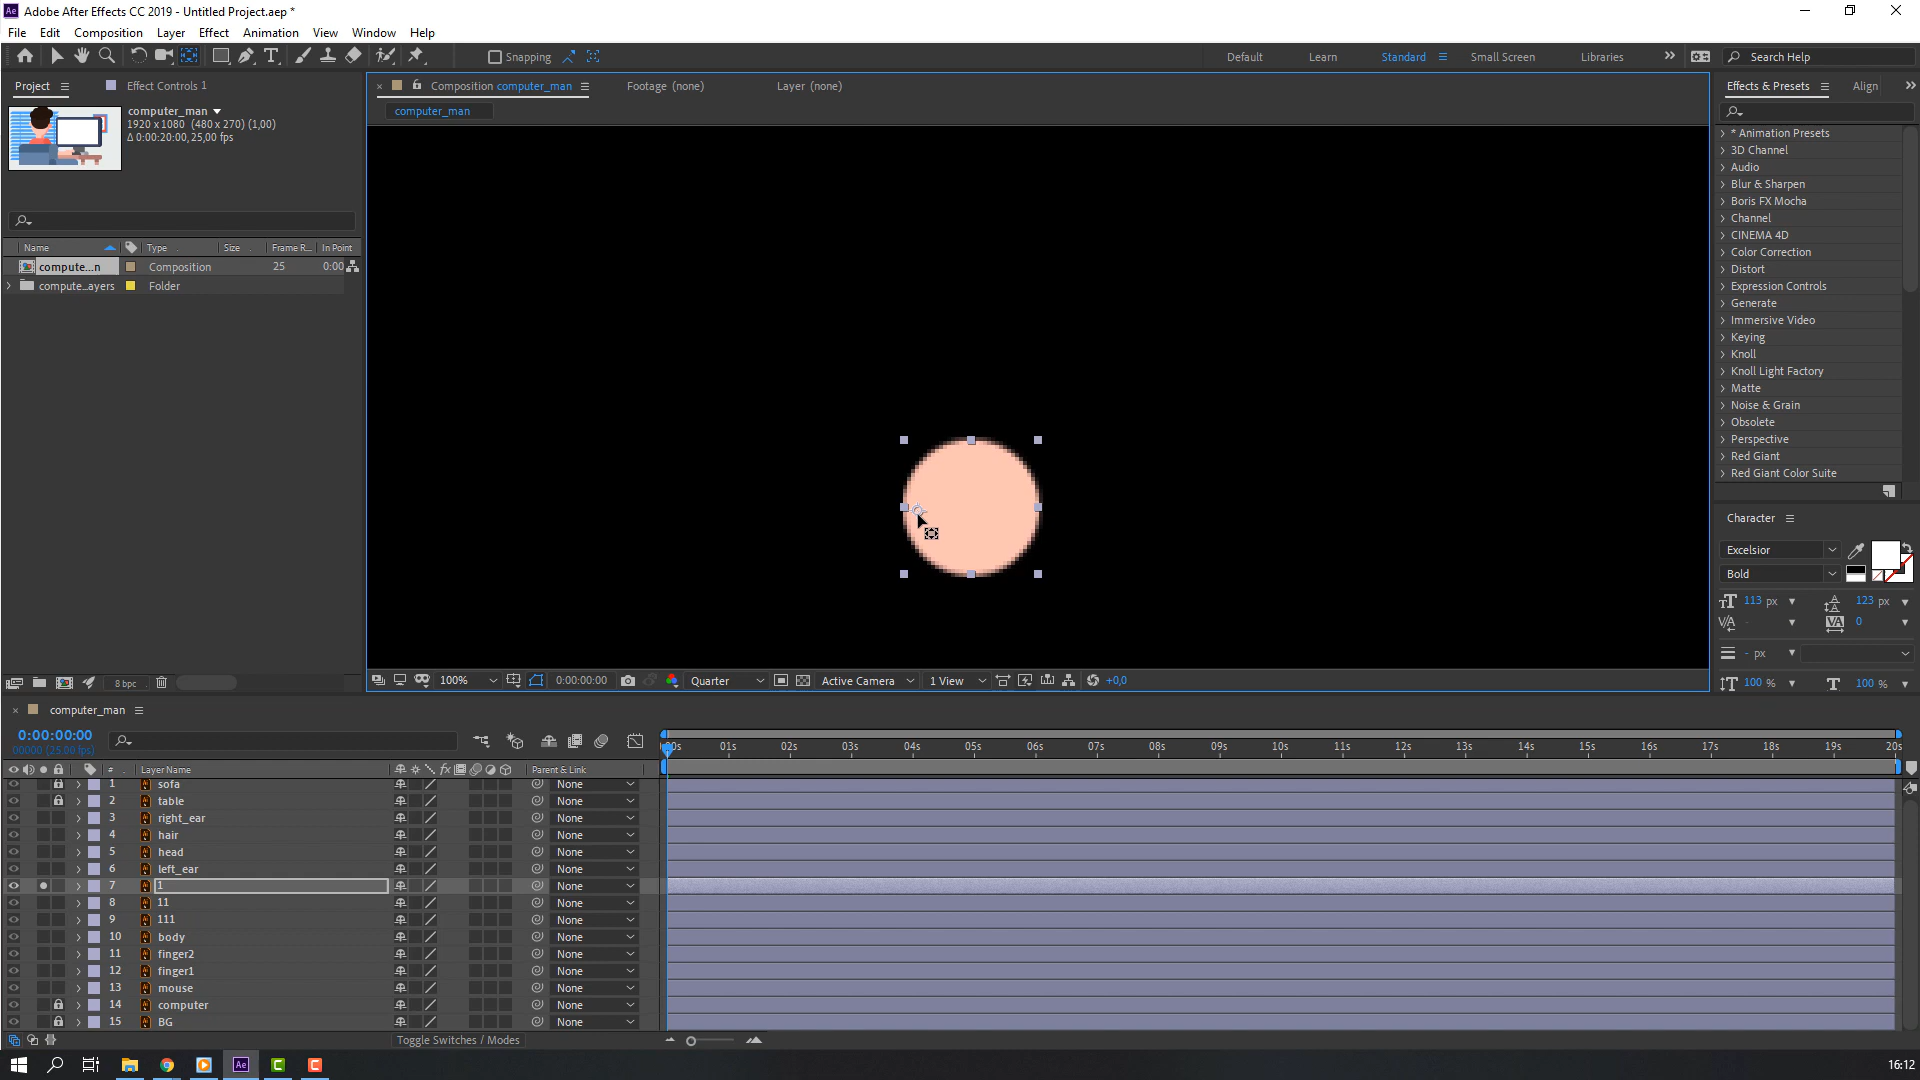 Ae Adobe After Effects CC 2019 - Untitled Project.aep *
File Edit Composition Layer Effect Animation View Window Help
Snapping
Default Learn Standard Small Screen Libraries Search Help
Project Effect Controls 1
computer_man
1920 x 1080 (480 x 270) (1,00)
Δ 0:00:20:00, 25,00 fps
Name Type Size Frame R... In Point
compute...n Composition 25 0:00
compute...ayers Folder
8 bpc
Composition computer_man Footage (none) Layer (none)
computer_man
100% 0:00:00:00 Quarter Active Camera 1 View +0,0
Effects & Presets Align
* Animation Presets
3D Channel
Audio
Blur & Sharpen
Boris FX Mocha
Channel
CINEMA 4D
Color Correction
Distort
Expression Controls
Generate
Immersive Video
Keying
Knoll
Knoll Light Factory
Matte
Noise & Grain
Obsolete
Perspective
Red Giant
Red Giant Color Suite
Character
Excelsior
Bold
113 px 123 px
- 0
- px
100 % 100 %
computer_man
0:00:00:00
00000 (25.00 fps)
00s 01s 02s 03s 04s 05s 06s 07s 08s 09s 10s 11s 12s 13s 14s 15s 16s 17s 18s 19s 20s
# Layer Name fx Parent & Link
1 sofa None
2 table None
3 right_ear None
4 hair None
5 head None
6 left_ear None
7 1 None
8 11 None
9 111 None
10 body None
11 finger2 None
12 finger1 None
13 mouse None
14 computer None
15 BG None
Toggle Switches / Modes
Ae C C
16:12